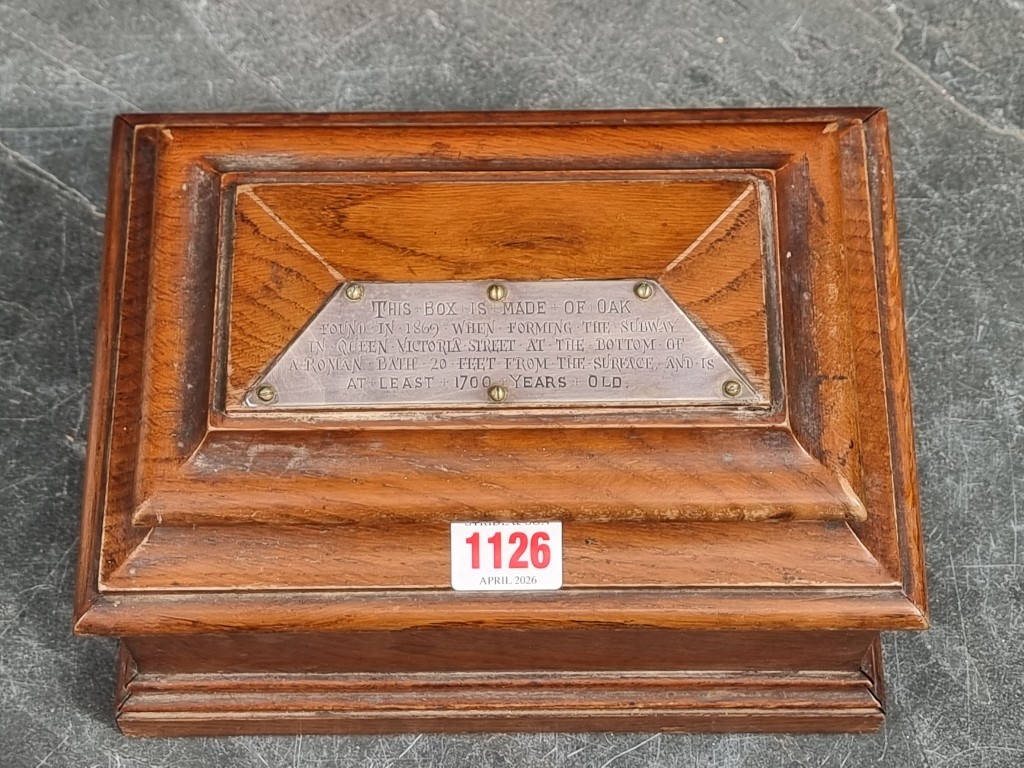 THIS + BOX + IS + MADE + OF OAK
FOUND · IN · 1869 · WHEN · FORMING · THE · SUBWAY
IN · QUEEN · VICTORIA · STREET · AT · THE · BOTTOM · OF
A · ROMAN · BATH · 20 · FEET · FROM · THE · SURFACE, AND · IS
AT + LEAST + 1700 + YEARS + OLD.
STRIDE & SON
1126
APRIL 2026